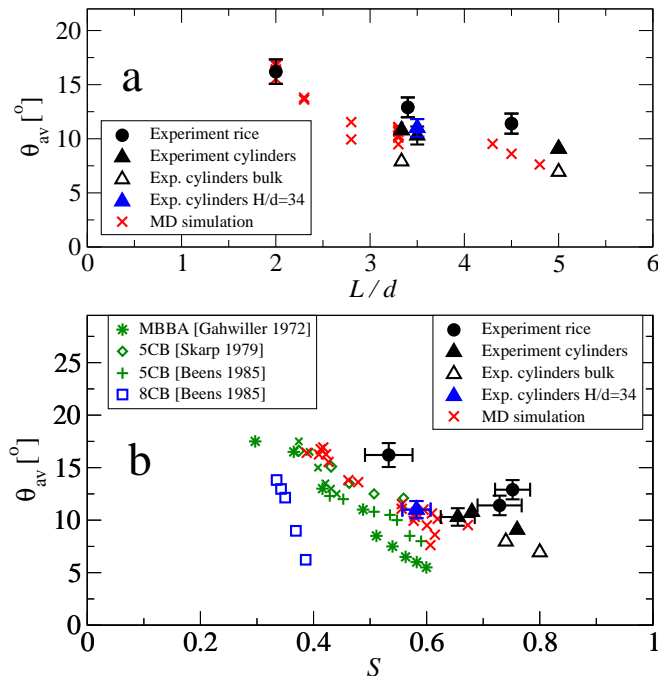 20
15
10
5
0
θav [°]
a
Experiment rice
Experiment cylinders
Exp. cylinders bulk
Exp. cylinders H/d=34
MD simulation
0 1 2 3 4 5 6
L / d
25
20
15
10
5
0
θav [°]
b
MBBA [Gahwiller 1972]
5CB [Skarp 1979]
5CB [Beens 1985]
8CB [Beens 1985]
Experiment rice
Experiment cylinders
Exp. cylinders bulk
Exp. cylinders H/d=34
MD simulation
0 0.2 0.4 0.6 0.8 1
S